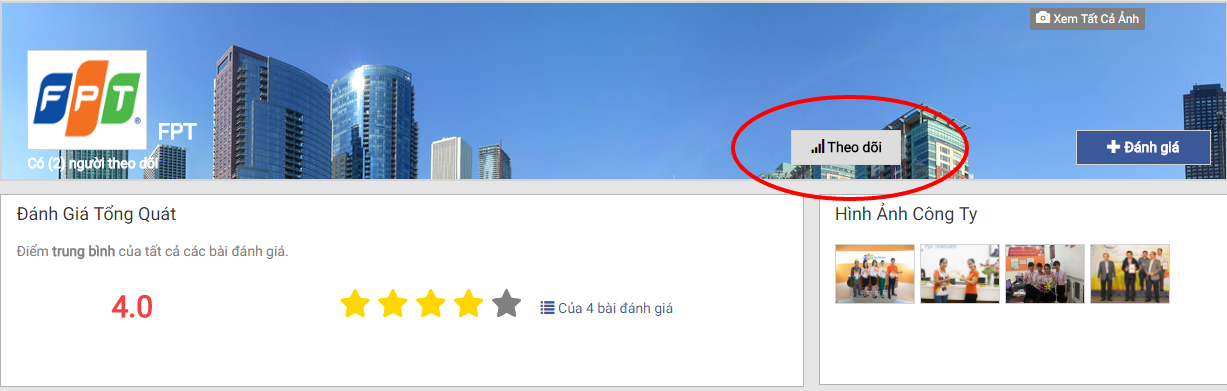 Xem Tất Cả Ảnh
FPT
FPT
Có (2) người theo dõi
Theo dõi
Đánh giá
Đánh Giá Tổng Quát
Hình Ảnh Công Ty
Điểm trung bình của tất cả các bài đánh giá.
4.0
Của 4 bài đánh giá